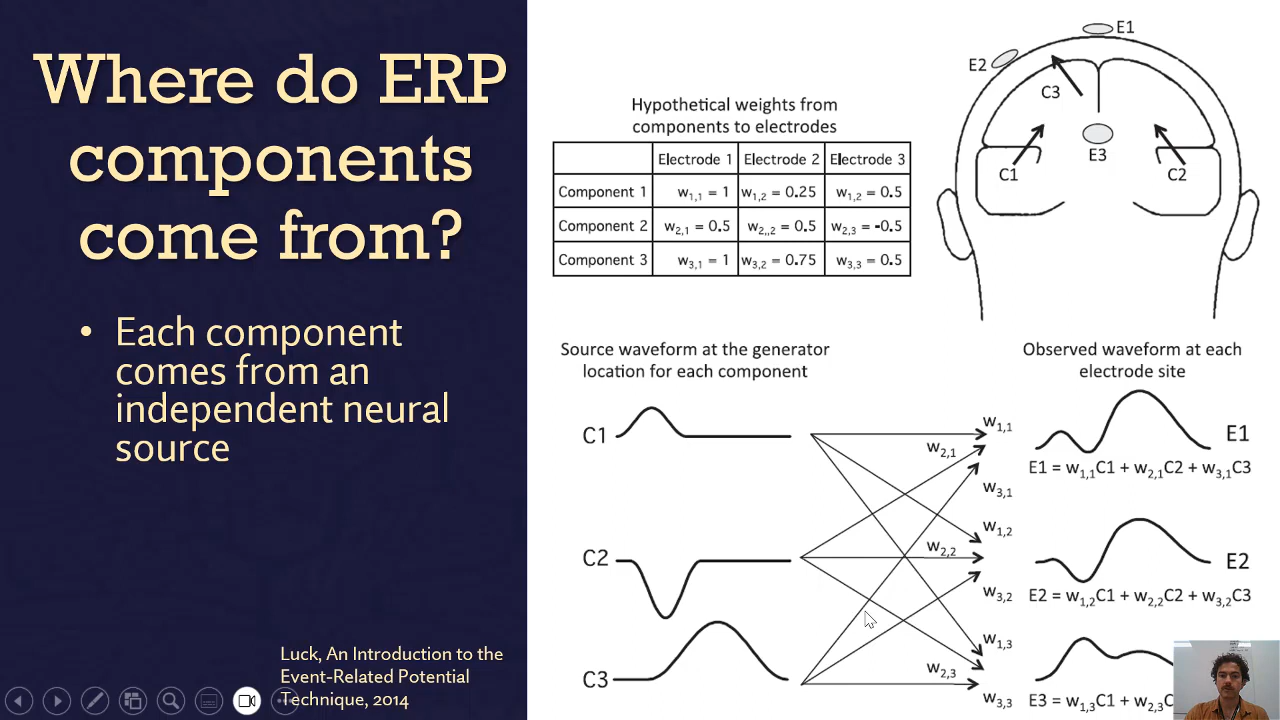 Where do ERP
components
come from?
• Each component
comes from an
independent neural
source
Luck, An Introduction to the
Event-Related Potential
Technique, 2014
Hypothetical weights from
components to electrodes
Electrode 1 Electrode 2 Electrode 3
Component 1 w1,1 = 1 w1,2 = 0.25 w1,2 = 0.5
Component 2 w2,1 = 0.5 w2,,2 = 0.5 w2,3 = -0.5
Component 3 w3,1 = 1 w3,2 = 0.75 w3,3 = 0.5
E1
E2
C3
E3
C1
C2
Source waveform at the generator
location for each component
C1
C2
C3
w1,1
w2,1
w3,1
w1,2
w2,2
w3,2
w1,3
w2,3
w3,3
Observed waveform at each
electrode site
E1
E1 = w1,1C1 + w2,1C2 + w3,1C3
E2
E2 = w1,2C1 + w2,2C2 + w3,2C3
E3 = w1,3C1 + w2,3C